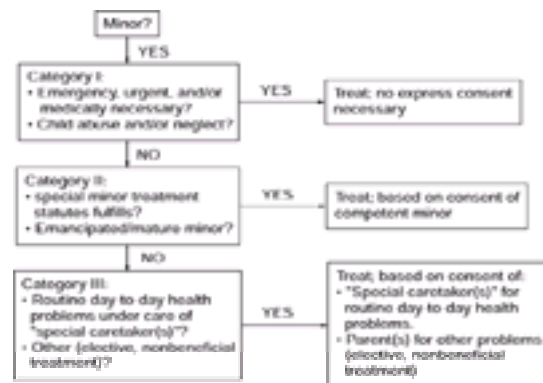 Minor?
YES
Category I:
• Emergency, urgent, and/or
medically necessary?
• Child abuse and/or neglect?
YES
Treat; no express consent
necessary
NO
Category II:
• special minor treatment
statutes fulfills?
• Emancipated/mature minor?
YES
Treat; based on consent of
competent minor
NO
Category III:
• Routine day to day health
problems under care of
"special caretaker(s)"?
• Other (elective, nonbeneficial
treatment)?
YES
Treat; based on consent of:
• "Special caretaker(s)" for
routine day to day health
problems.
• Parent(s) for other problems
(elective, nonbeneficial
treatment)